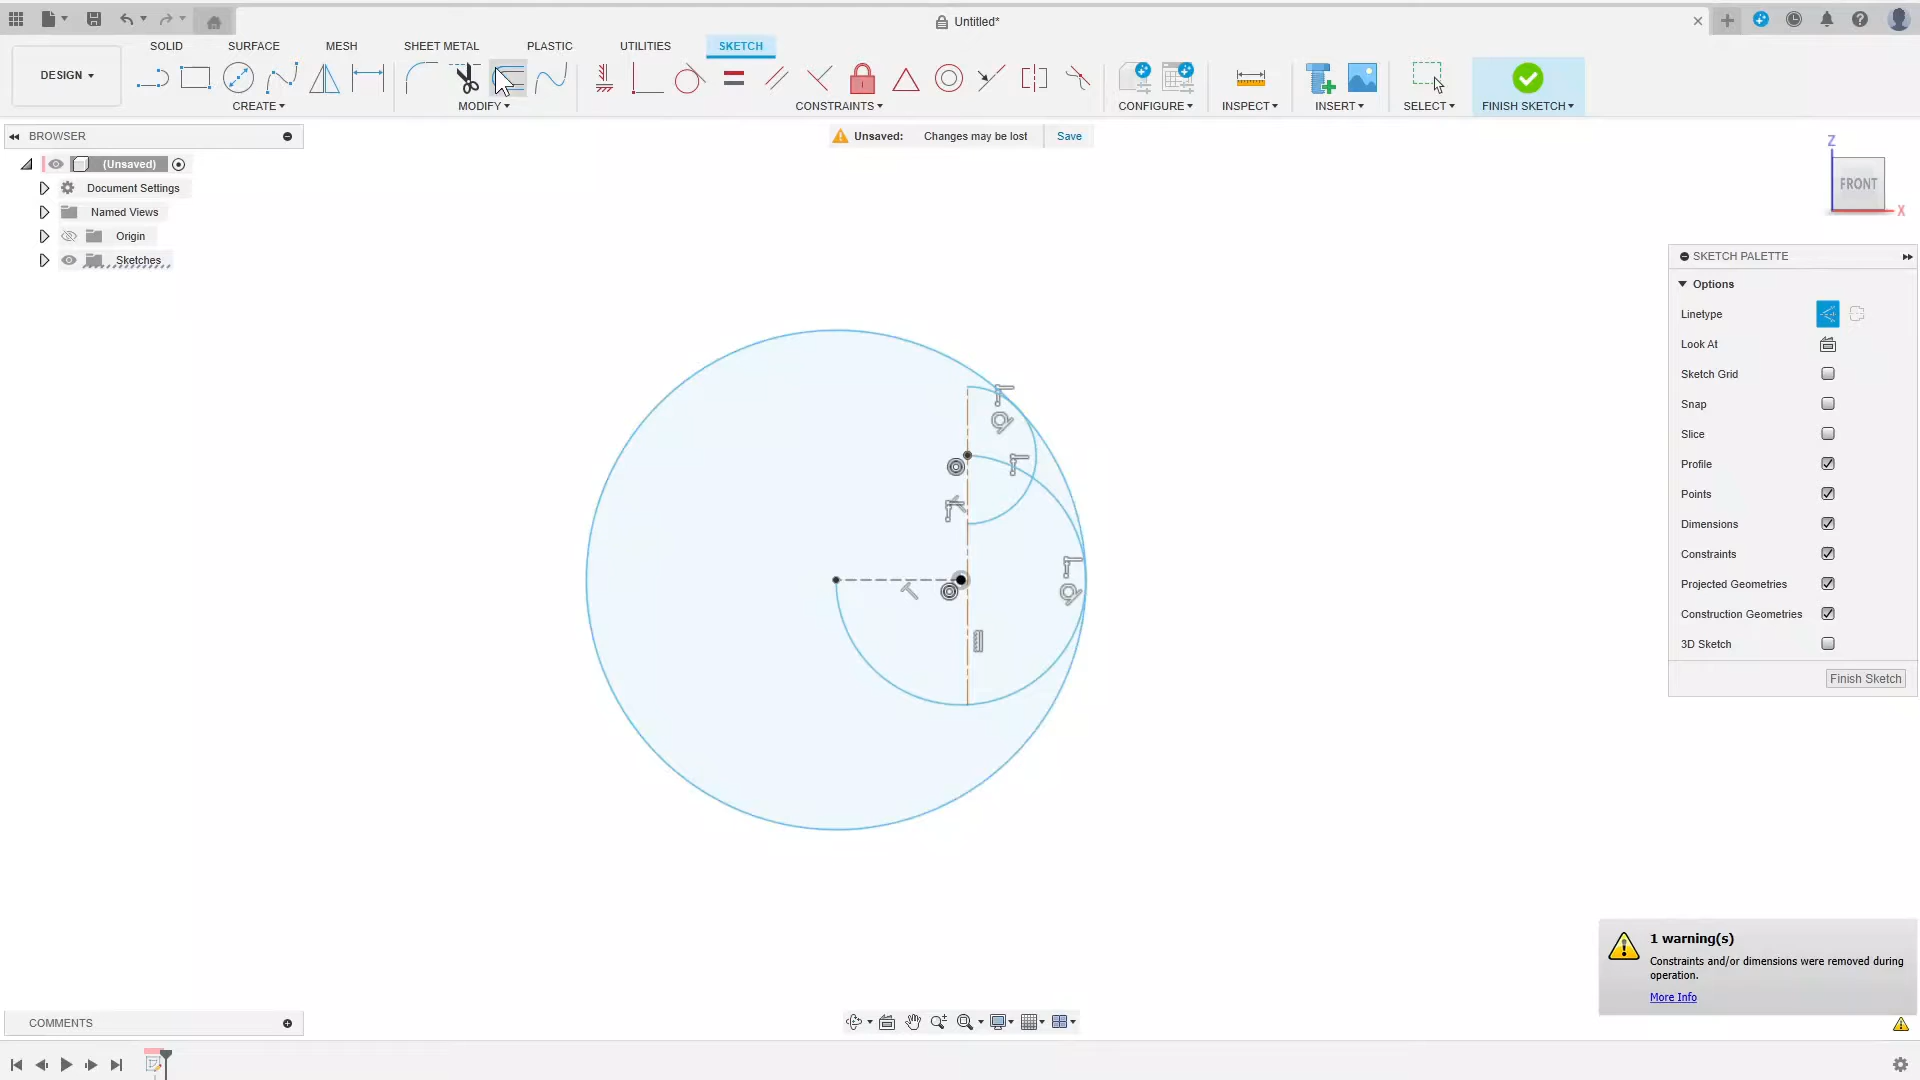 Untitled*
SOLID SURFACE MESH SHEET METAL PLASTIC UTILITIES SKETCH
DESIGN
CREATE MODIFY CONSTRAINTS CONFIGURE INSPECT INSERT SELECT FINISH SKETCH
BROWSER
Unsaved: Changes may be lost Save
(Unsaved)
Document Settings
Named Views
Origin
Sketches
Z
FRONT
X
SKETCH PALETTE
Options
Linetype
Look At
Sketch Grid
Snap
Slice
Profile
Points
Dimensions
Constraints
Projected Geometries
Construction Geometries
3D Sketch
Finish Sketch
1 warning(s)
Constraints and/or dimensions were removed during
operation.
More Info
COMMENTS